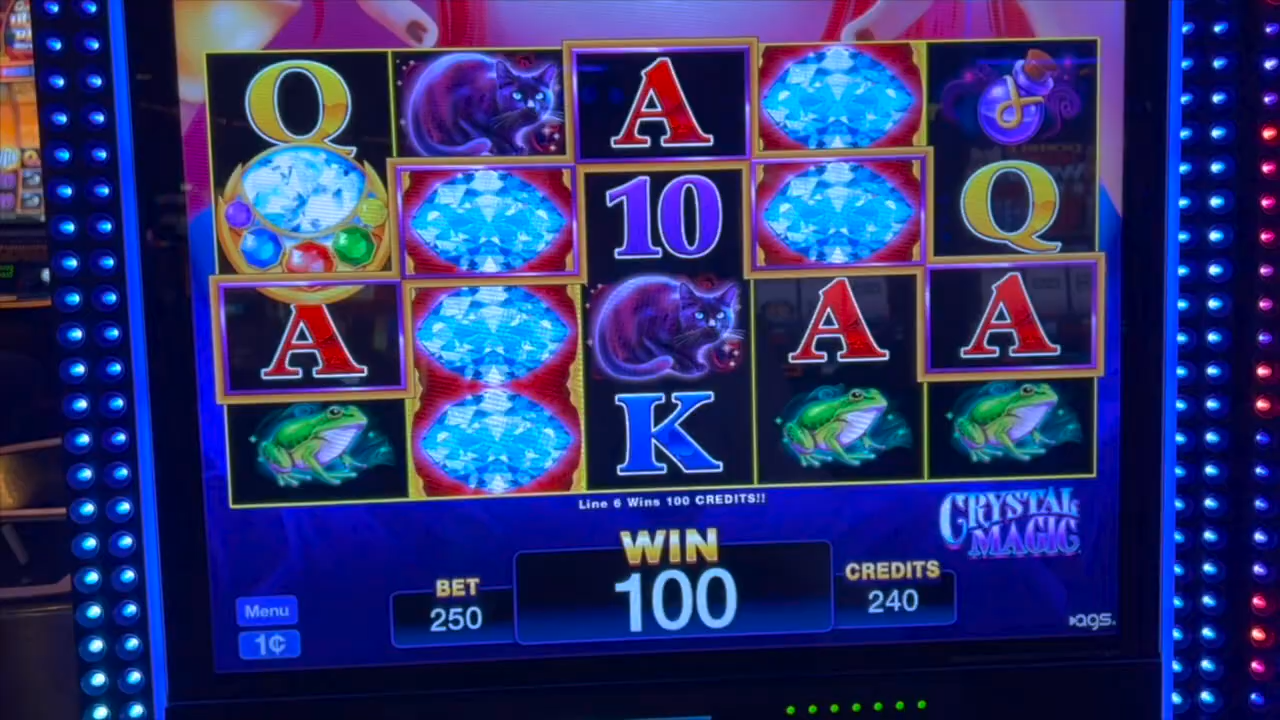 Q A
10 Q
A A A
K
Line 6 Wins 100 CREDITS!!
CRYSTAL
MAGIC
WIN
100
BET
250
CREDITS
240
Menu
1¢
ags.